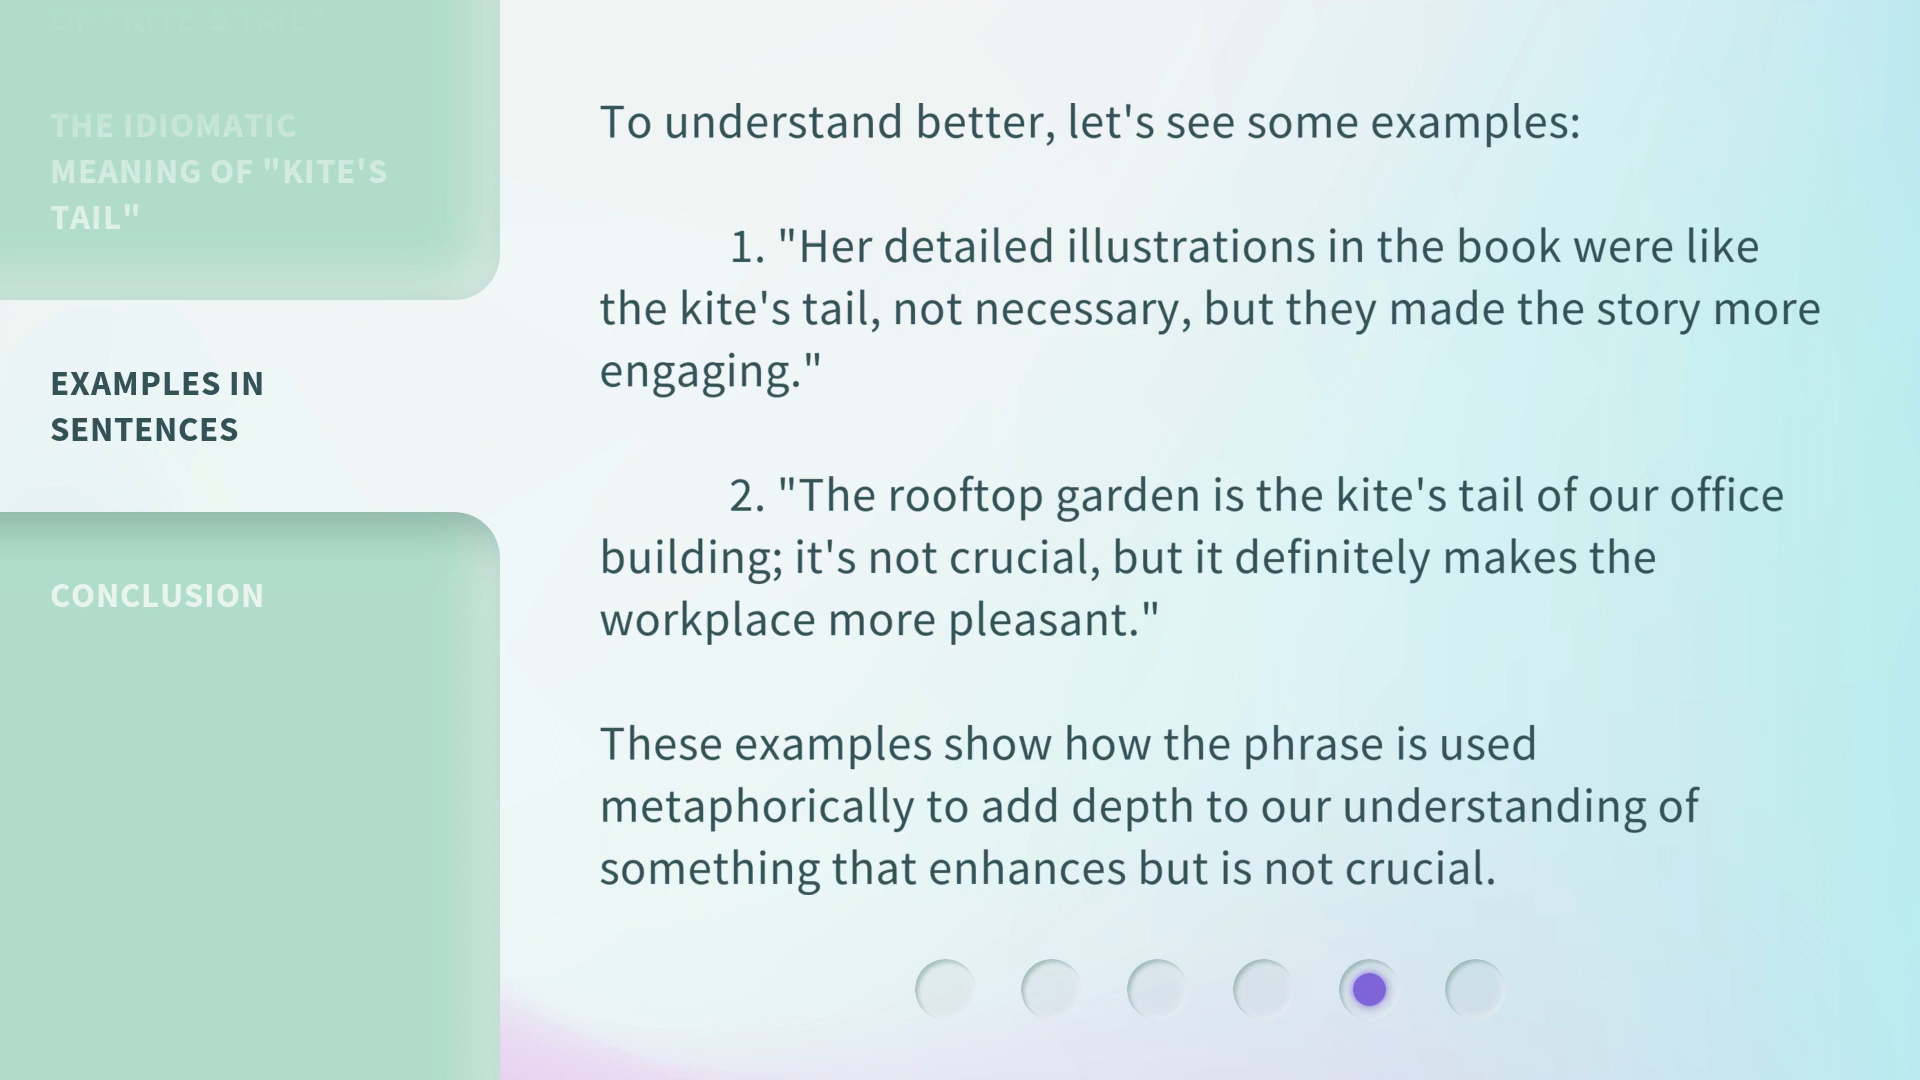 OF "KITE'S TAIL"
THE IDIOMATIC
MEANING OF "KITE'S
TAIL"
EXAMPLES IN
SENTENCES
CONCLUSION
To understand better, let's see some examples:
1. "Her detailed illustrations in the book were like
the kite's tail, not necessary, but they made the story more
engaging."
2. "The rooftop garden is the kite's tail of our office
building; it's not crucial, but it definitely makes the
workplace more pleasant."
These examples show how the phrase is used
metaphorically to add depth to our understanding of
something that enhances but is not crucial.